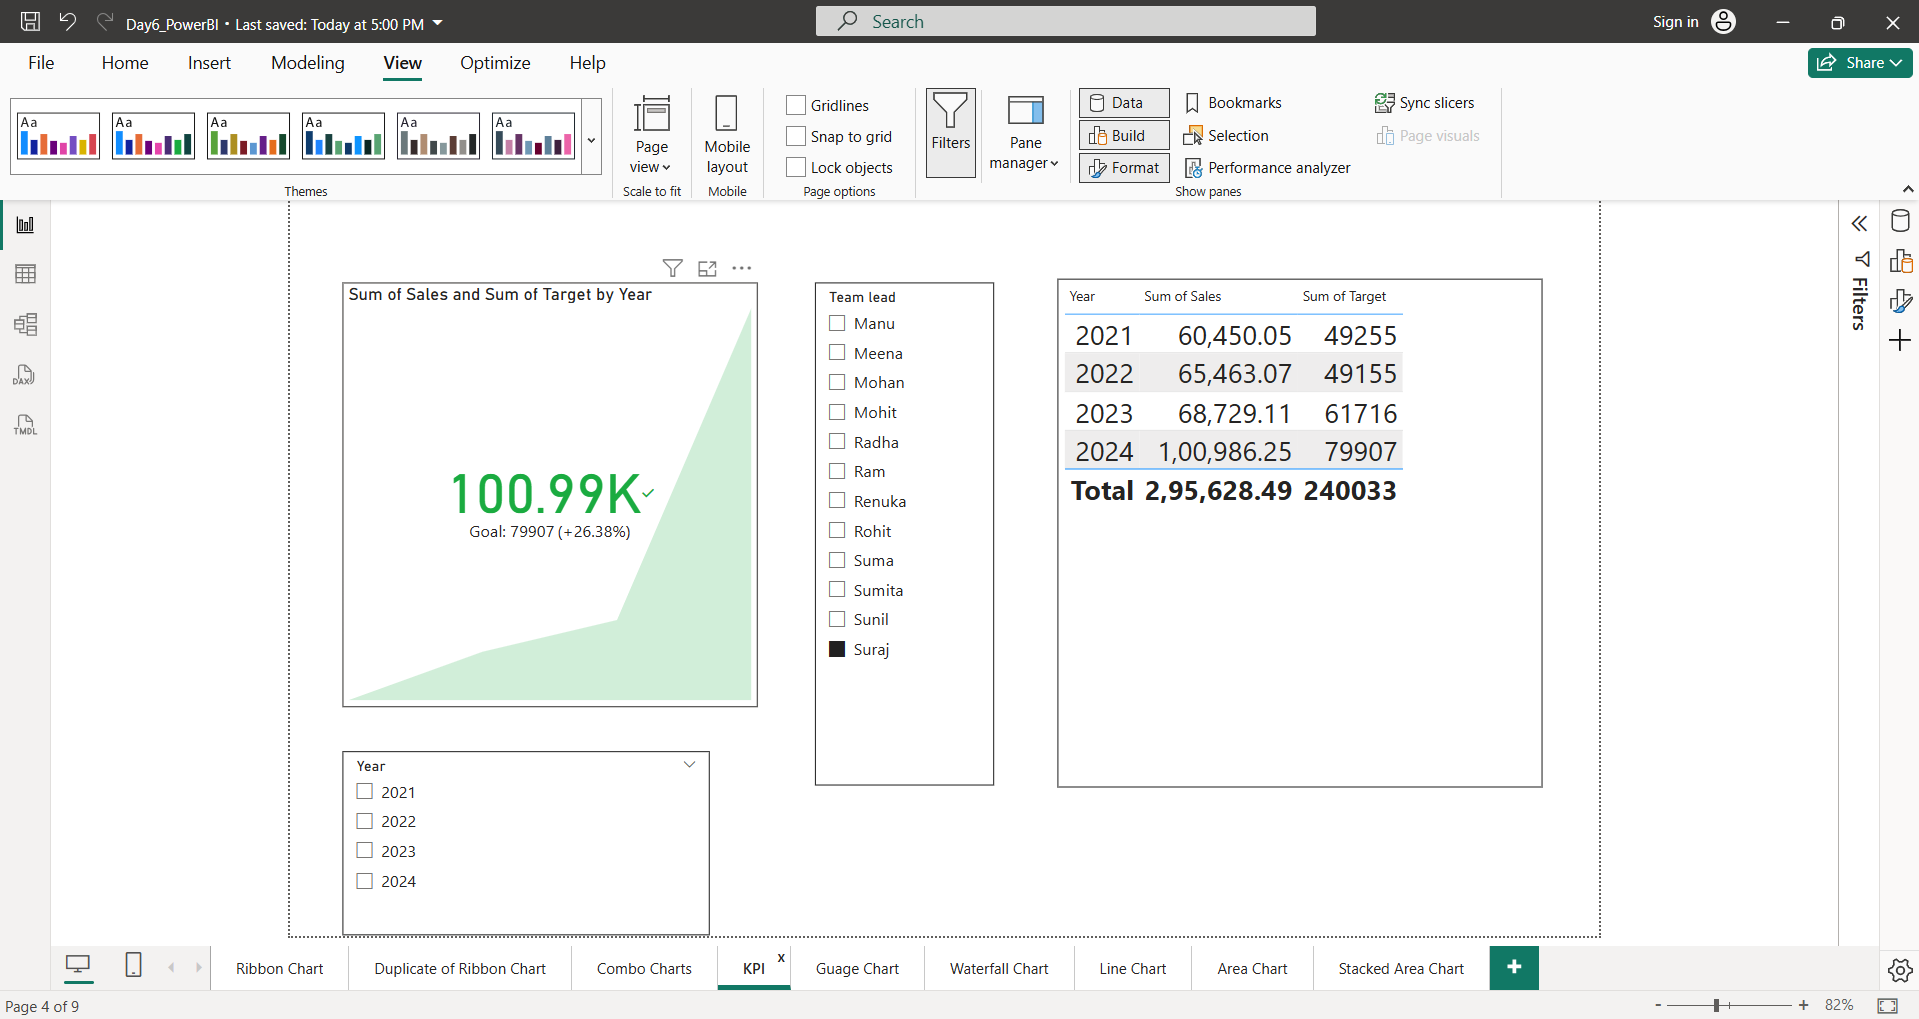 Day6_PowerBI • Last saved: Today at 5:00 PM
Search
Sign in
File Home Insert Modeling View Optimize Help
Share
Aa Aa Aa Aa Aa Aa
Themes
Page view
Scale to fit
Mobile layout
Mobile
Gridlines
Snap to grid
Lock objects
Page options
Filters
Pane manager
Data
Build
Format
Bookmarks
Selection
Performance analyzer
Sync slicers
Page visuals
Show panes
DAX
TMDL
Sum of Sales and Sum of Target by Year
100.99K
Goal: 79907 (+26.38%)
Team lead
Manu
Meena
Mohan
Mohit
Radha
Ram
Renuka
Rohit
Suma
Sumita
Sunil
Suraj
Year Sum of Sales Sum of Target
2021 60,450.05 49255
2022 65,463.07 49155
2023 68,729.11 61716
2024 1,00,986.25 79907
Total 2,95,628.49 240033
Year
2021
2022
2023
2024
Filters
Ribbon Chart Duplicate of Ribbon Chart Combo Charts KPI x Guage Chart Waterfall Chart Line Chart Area Chart Stacked Area Chart +
Page 4 of 9
- + 82%